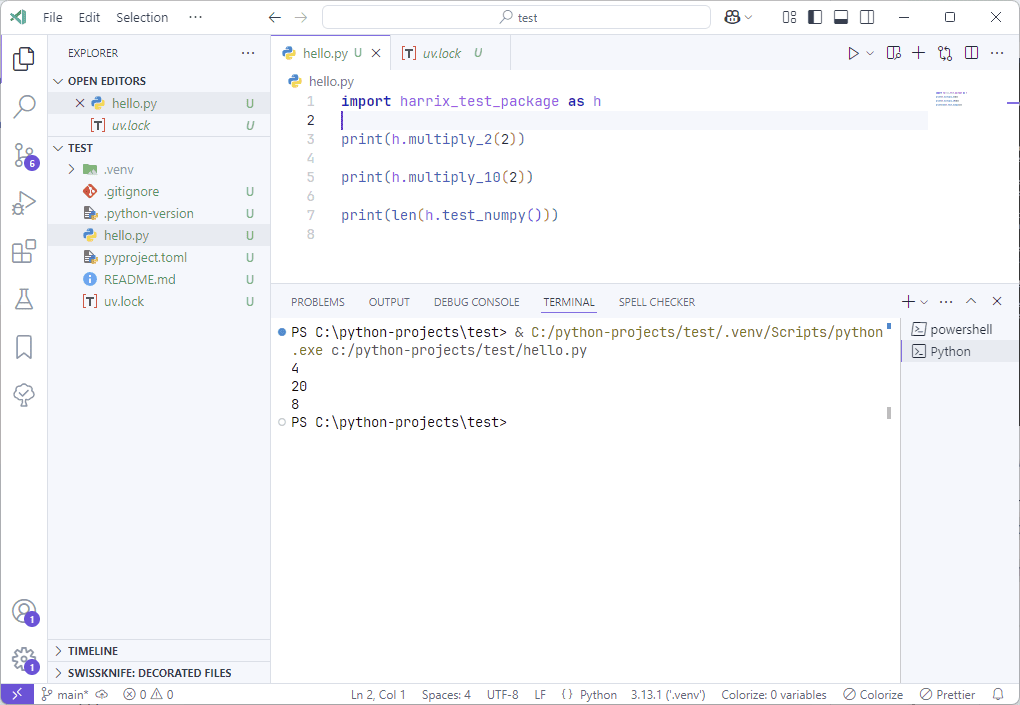 File Edit Selection ··· test
EXPLORER ···
OPEN EDITORS
hello.py U
uv.lock U
TEST
.venv
.gitignore U
.python-version U
hello.py U
pyproject.toml U
README.md U
uv.lock U
TIMELINE
SWISSKNIFE: DECORATED FILES
6
1
1
hello.py U uv.lock U
hello.py
1 import harrix_test_package as h
2
3 print(h.multiply_2(2))
4
5 print(h.multiply_10(2))
6
7 print(len(h.test_numpy()))
8
PROBLEMS OUTPUT DEBUG CONSOLE TERMINAL SPELL CHECKER
PS C:\python-projects\test> & C:/python-projects/test/.venv/Scripts/python
.exe c:/python-projects/test/hello.py
4
20
8
PS C:\python-projects\test>
powershell
Python
main* 0 0 Ln 2, Col 1 Spaces: 4 UTF-8 LF { } Python 3.13.1 ('.venv') Colorize: 0 variables Colorize Prettier